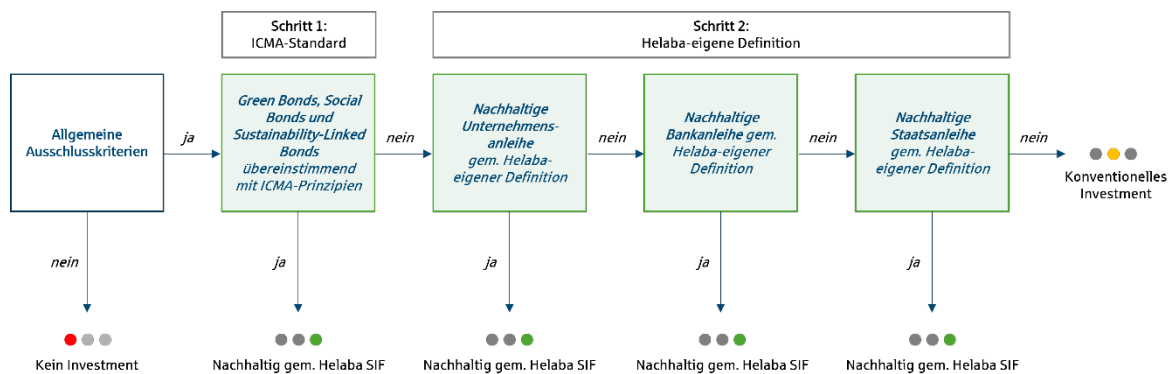 Schritt 1:
ICMA-Standard
Schritt 2:
Helaba-eigene Definition
Allgemeine
Ausschlusskriterien
ja
Green Bonds, Social
Bonds und
Sustainability-Linked
Bonds
übereinstimmend
mit ICMA-Prinzipien
nein
Nachhaltige
Unternehmens-
anleihe
gem. Helaba-
eigener Definition
nein
Nachhaltige
Bankanleihe gem.
Helaba-eigener
Definition
nein
Nachhaltige
Staatsanleihe
gem. Helaba-
eigener Definition
nein
Konventionelles
Investment
nein
ja
ja
ja
ja
Kein Investment
Nachhaltig gem. Helaba SIF
Nachhaltig gem. Helaba SIF
Nachhaltig gem. Helaba SIF
Nachhaltig gem. Helaba SIF